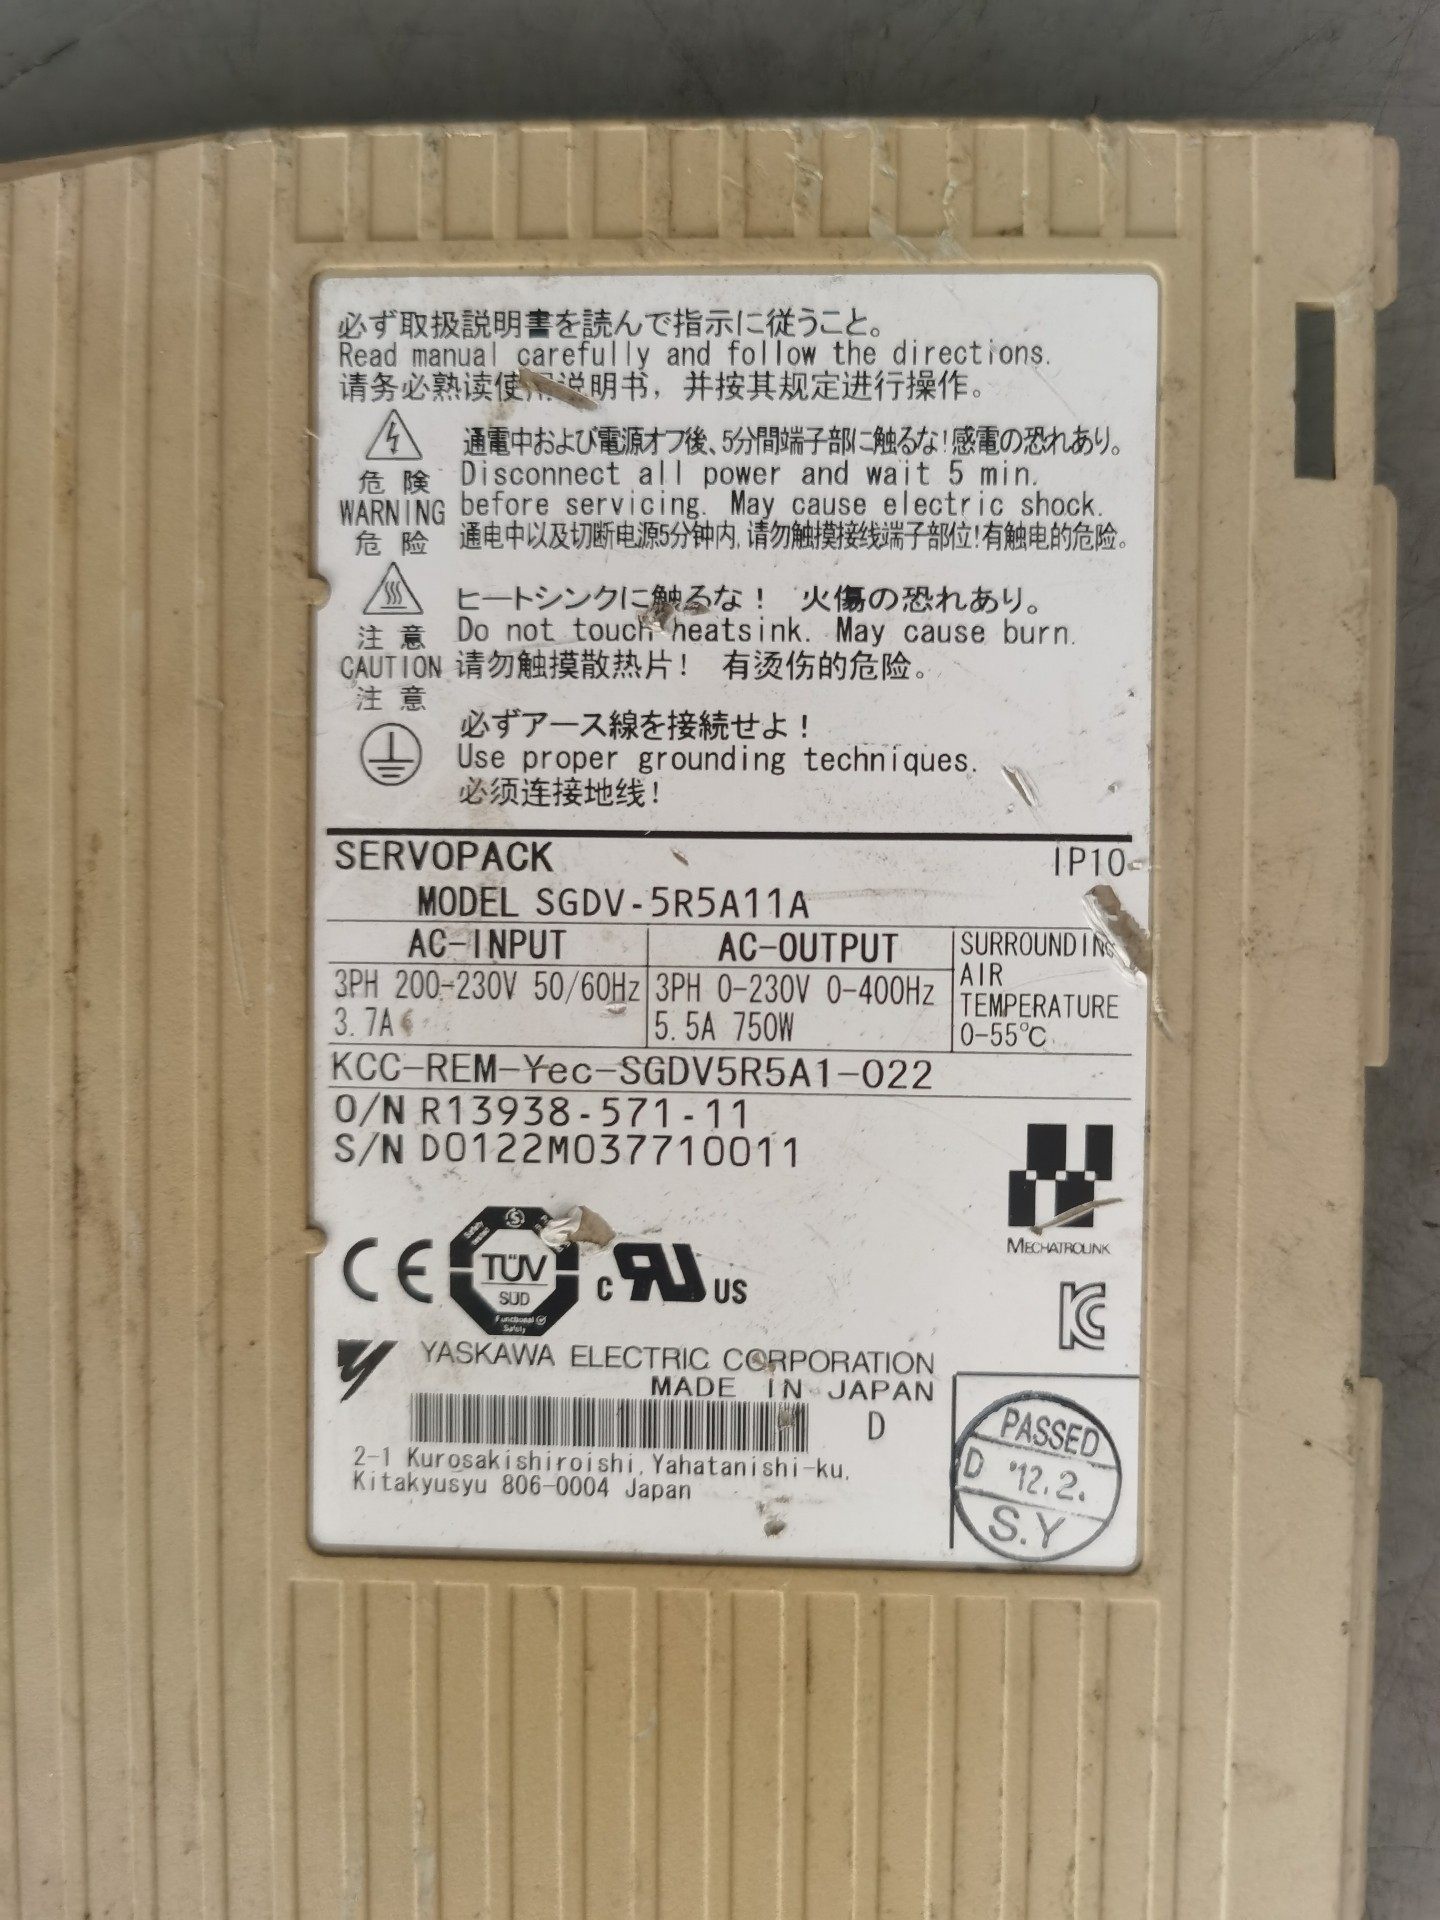 必ず取扱説明書を読んで指示に従うこと。
Read manual carefully and follow the directions.
请务必熟读使用说明书，并按其规定进行操作。
危 険
WARNING
危 险
通電中および電源オフ後、5分間端子部に触るな！感電の恐れあり。
Disconnect all power and wait 5 min.
before servicing. May cause electric shock.
通电中以及切断电源5分钟内,请勿触摸接线端子部位！有触电的危险。
注 意
CAUTION
注 意
ヒートシンクに触るな！ 火傷の恐れあり。
Do not touch heatsink. May cause burn.
请勿触摸散热片！ 有烫伤的危险。
必ずアース線を接続せよ！
Use proper grounding techniques.
必须连接地线！
SERVOPACK IP10
MODEL SGDV-5R5A11A
AC-INPUT
3PH 200-230V 50/60Hz
3.7A
AC-OUTPUT
3PH 0-230V 0-400Hz
5.5A 750W
SURROUNDING
AIR
TEMPERATURE
0-55℃
KCC-REM-Yec-SGDV5R5A1-022
O/N R13938-571-11
S/N D0122M037710011
MECHATROLINK
CE
TÜV
SÜD
Functional
Safety
c RU US
KC
YASKAWA ELECTRIC CORPORATION
MADE IN JAPAN
D
2-1 Kurosakishiroishi, Yahatanishi-ku,
Kitakyusyu 806-0004 Japan
PASSED
D '12.2.
S.Y